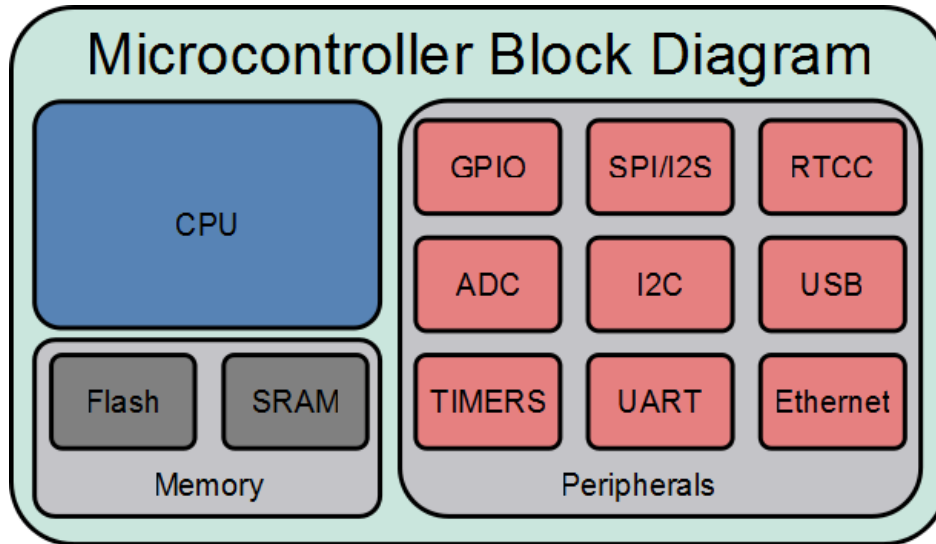 Microcontroller Block Diagram
CPU
Flash
SRAM
Memory
GPIO
SPI/I2S
RTCC
ADC
I2C
USB
TIMERS
UART
Ethernet
Peripherals